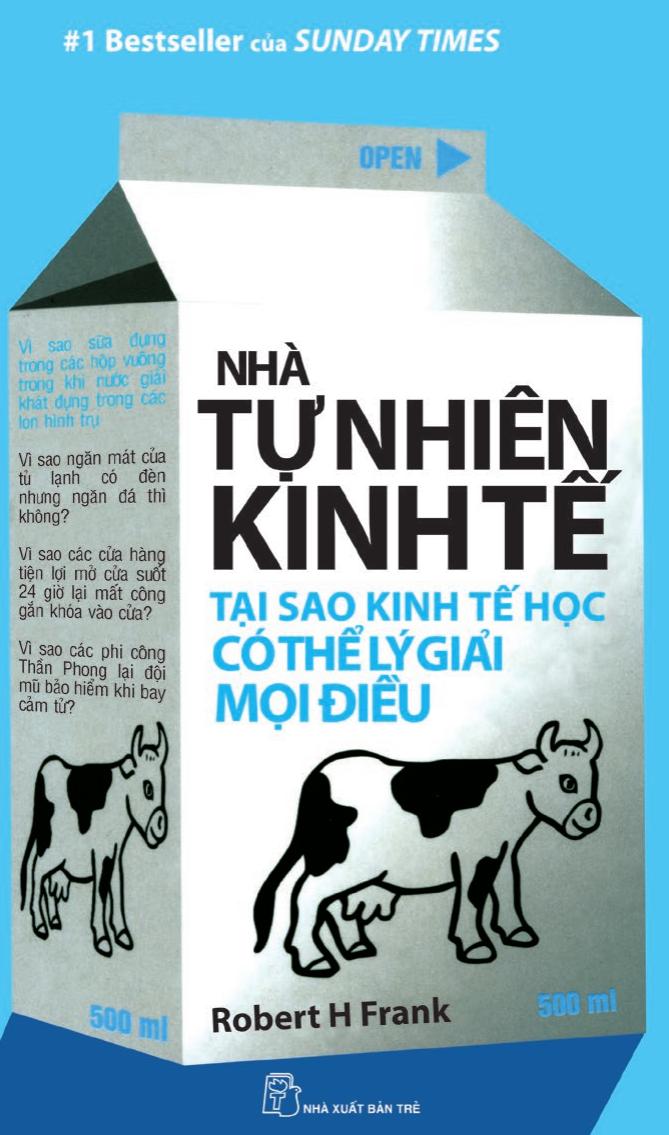 #1 Bestseller của SUNDAY TIMES
OPEN
Vì sao sữa đựng
trong các hộp vuông
trong khi nước giải
khát đựng trong các
lon hình trụ
Vì sao ngăn mát của
tủ lạnh có đèn
nhưng ngăn đá thì
không?
Vì sao các cửa hàng
tiện lợi mở cửa suốt
24 giờ lại mất công
gắn khóa vào cửa?
Vì sao các phi công
Thần Phong lại đội
mũ bảo hiểm khi bay
cảm tử?
500 ml
NHÀ
TỰ NHIÊN
KINH TẾ
TẠI SAO KINH TẾ HỌC
CÓ THỂ LÝ GIẢI
MỌI ĐIỀU
Robert H Frank
500 ml
NHÀ XUẤT BẢN TRẺ